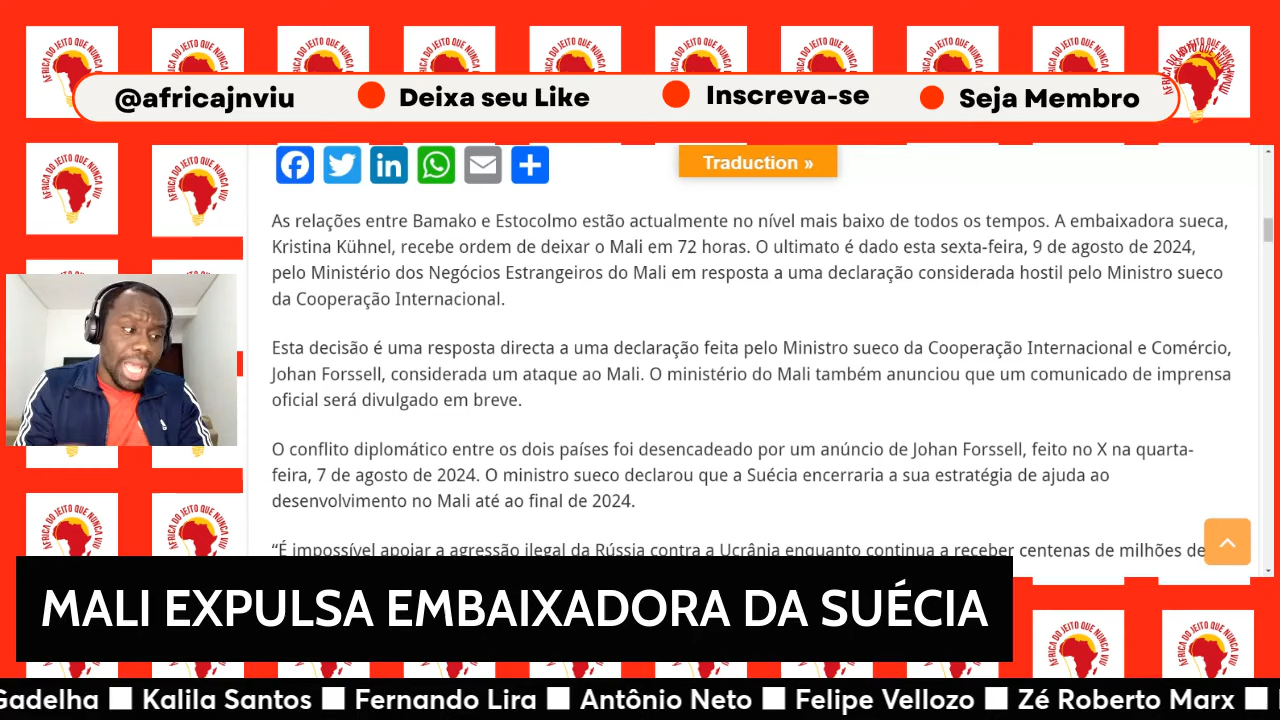 ÁFRICA DO JEITO QUE NUNCA VIU
@africajnviu
Deixa seu Like
Inscreva-se
Seja Membro
Traduction »
As relações entre Bamako e Estocolmo estão actualmente no nível mais baixo de todos os tempos. A embaixadora sueca,
Kristina Kühnel, recebe ordem de deixar o Mali em 72 horas. O ultimato é dado esta sexta-feira, 9 de agosto de 2024,
pelo Ministério dos Negócios Estrangeiros do Mali em resposta a uma declaração considerada hostil pelo Ministro sueco
da Cooperação Internacional.
Esta decisão é uma resposta directa a uma declaração feita pelo Ministro sueco da Cooperação Internacional e Comércio,
Johan Forssell, considerada um ataque ao Mali. O ministério do Mali também anunciou que um comunicado de imprensa
oficial será divulgado em breve.
O conflito diplomático entre os dois países foi desencadeado por um anúncio de Johan Forssell, feito no X na quarta-
feira, 7 de agosto de 2024. O ministro sueco declarou que a Suécia encerraria a sua estratégia de ajuda ao
desenvolvimento no Mali até ao final de 2024.
“É impossível apoiar a agressão ilegal da Rússia contra a Ucrânia enquanto continua a receber centenas de milhões de
MALI EXPULSA EMBAIXADORA DA SUÉCIA
Gadelha ■ Kalila Santos ■ Fernando Lira ■ Antônio Neto ■ Felipe Vellozo ■ Zé Roberto Marx ■